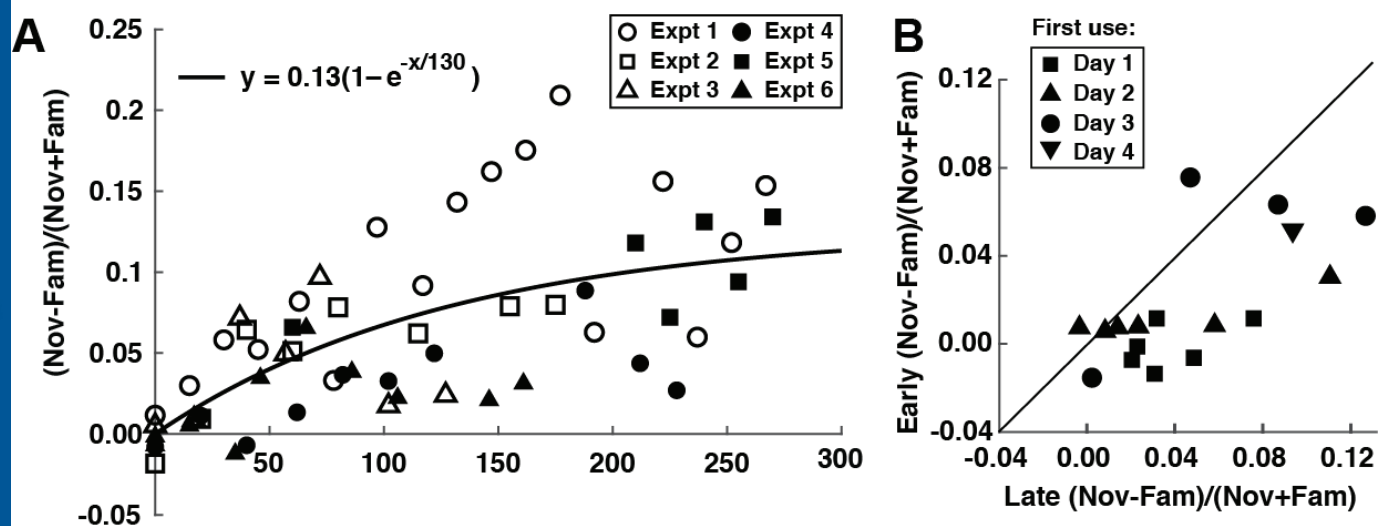 A
0.25
0.2
0.15
0.1
0.05
0.00
-0.05
(Nov-Fam)/(Nov+Fam)
y = 0.13(1−e^-x/130)
Expt 1 Expt 4
Expt 2 Expt 5
Expt 3 Expt 6
50 100 150 200 250 300
B
First use:
Day 1
Day 2
Day 3
Day 4
0.12
0.08
0.04
0.00
-0.04
Early (Nov-Fam)/(Nov+Fam)
-0.04 0.00 0.04 0.08 0.12
Late (Nov-Fam)/(Nov+Fam)